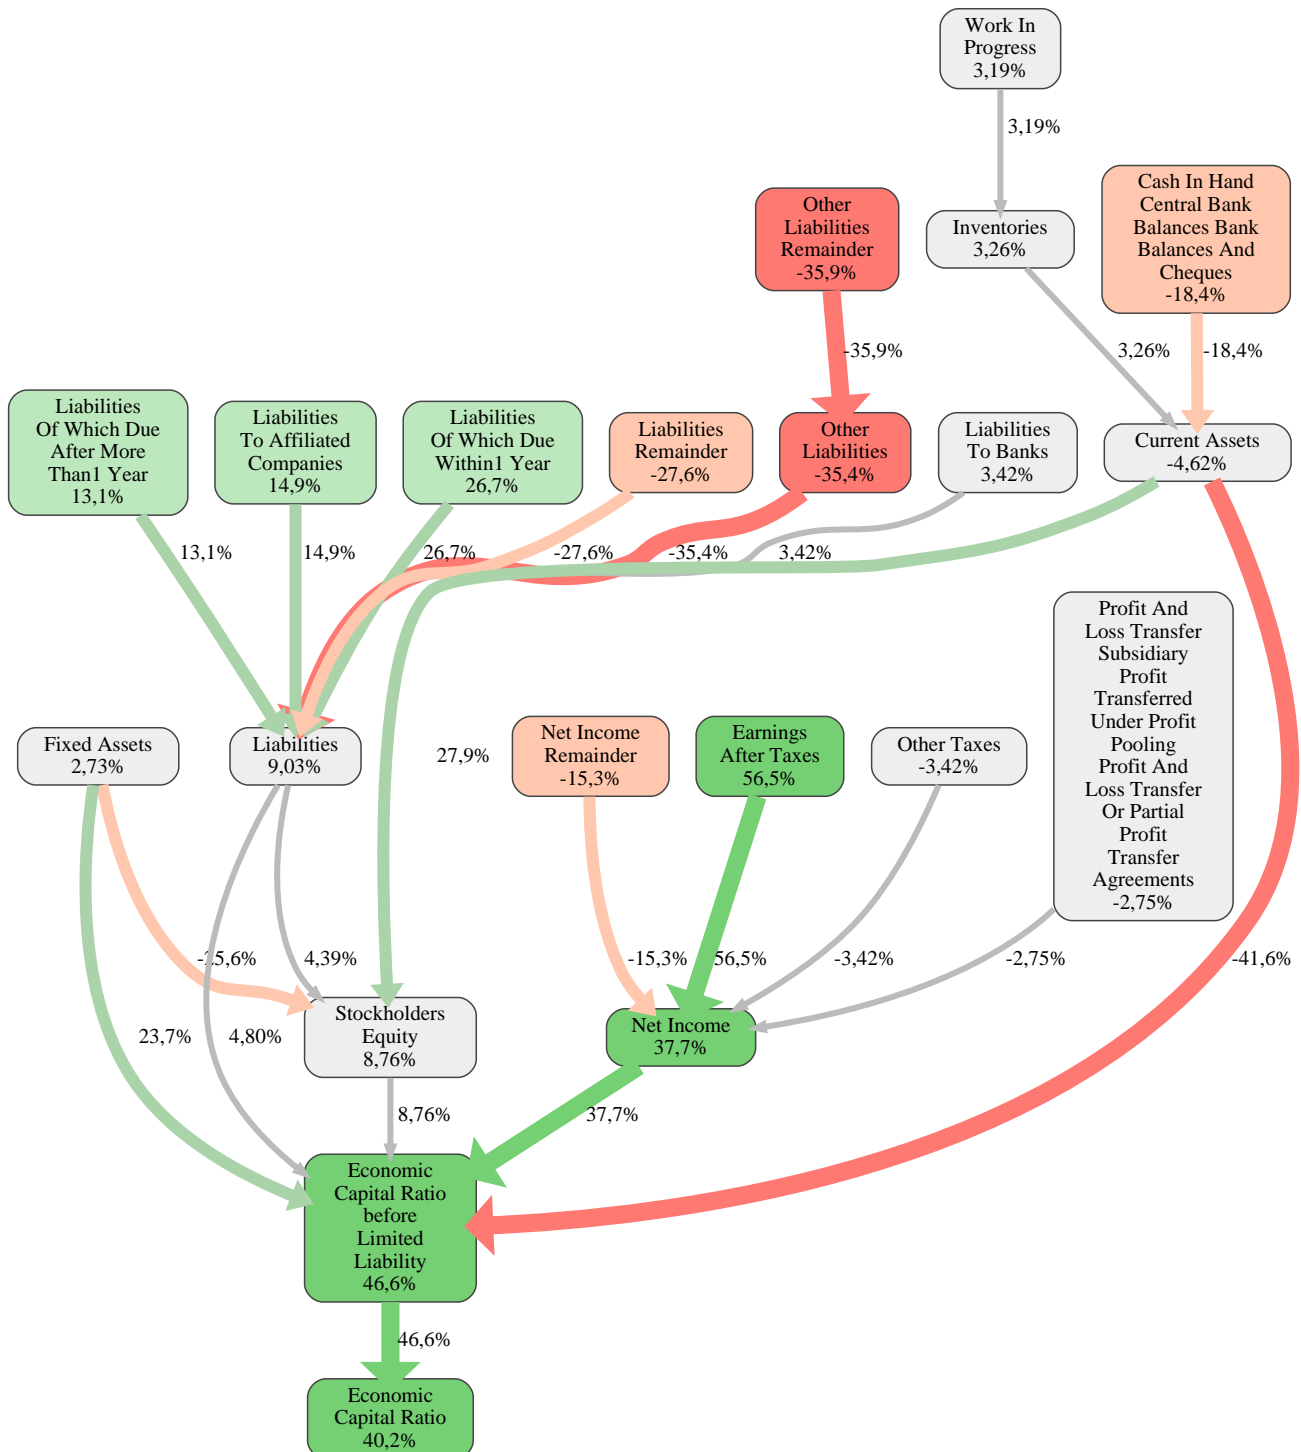 Work In
Progress
3,19%
3,19%
Cash In Hand
Central Bank
Balances Bank
Balances And
Cheques
-18,4%
Other
Liabilities
Remainder
-35,9%
Inventories
3,26%
-35,9%
3,26%
-18,4%
Liabilities
Of Which Due
After More
Than1 Year
13,1%
Liabilities
To Affiliated
Companies
14,9%
Liabilities
Of Which Due
Within1 Year
26,7%
Liabilities
Remainder
-27,6%
Other
Liabilities
-35,4%
Liabilities
To Banks
3,42%
Current Assets
-4,62%
13,1%
14,9%
26,7%
-27,6%
-35,4%
3,42%
Profit And
Loss Transfer
Subsidiary
Profit
Transferred
Under Profit
Pooling
Profit And
Loss Transfer
Or Partial
Profit
Transfer
Agreements
-2,75%
Fixed Assets
2,73%
Liabilities
9,03%
27,9%
Net Income
Remainder
-15,3%
Earnings
After Taxes
56,5%
Other Taxes
-3,42%
-25,6%
4,39%
-15,3%
56,5%
-3,42%
-2,75%
-41,6%
Stockholders
Equity
8,76%
Net Income
37,7%
23,7%
4,80%
8,76%
37,7%
Economic
Capital Ratio
before
Limited
Liability
46,6%
46,6%
Economic
Capital Ratio
40,2%